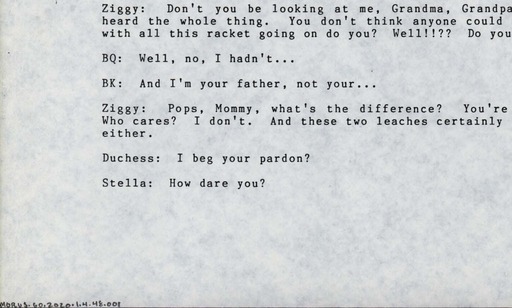 Ziggy: Don't you be looking at me, Grandma, Grandpa
heard the whole thing. You don't think anyone could
with all this racket going on do you? Well!!?? Do you
BQ: Well, no, I hadn't...
BK: And I'm your father, not your...
Ziggy: Pops, Mommy, what's the difference? You're
Who cares? I don't. And these two leaches certainly
either.
Duchess: I beg your pardon?
Stella: How dare you?
MORUS.60.2020.1.4.45.001